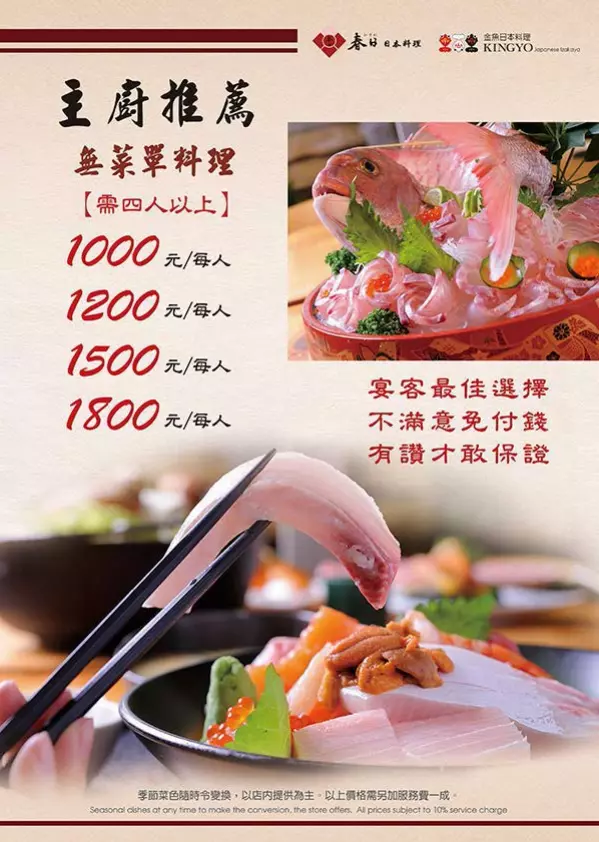 春日 日本料理
金魚日本料理
KINGYO Japanese Izakaya
主廚推薦
無菜單料理
【需四人以上】
1000 元/每人
1200 元/每人
1500 元/每人
1800 元/每人
宴客最佳選擇
不滿意免付錢
有讚才敢保證
季節菜色隨時令變換，以店內提供為主。以上價格需另加服務費一成。
Seasonal dishes at any time to make the conversion, the store offers. All prices subject to 10% service charge